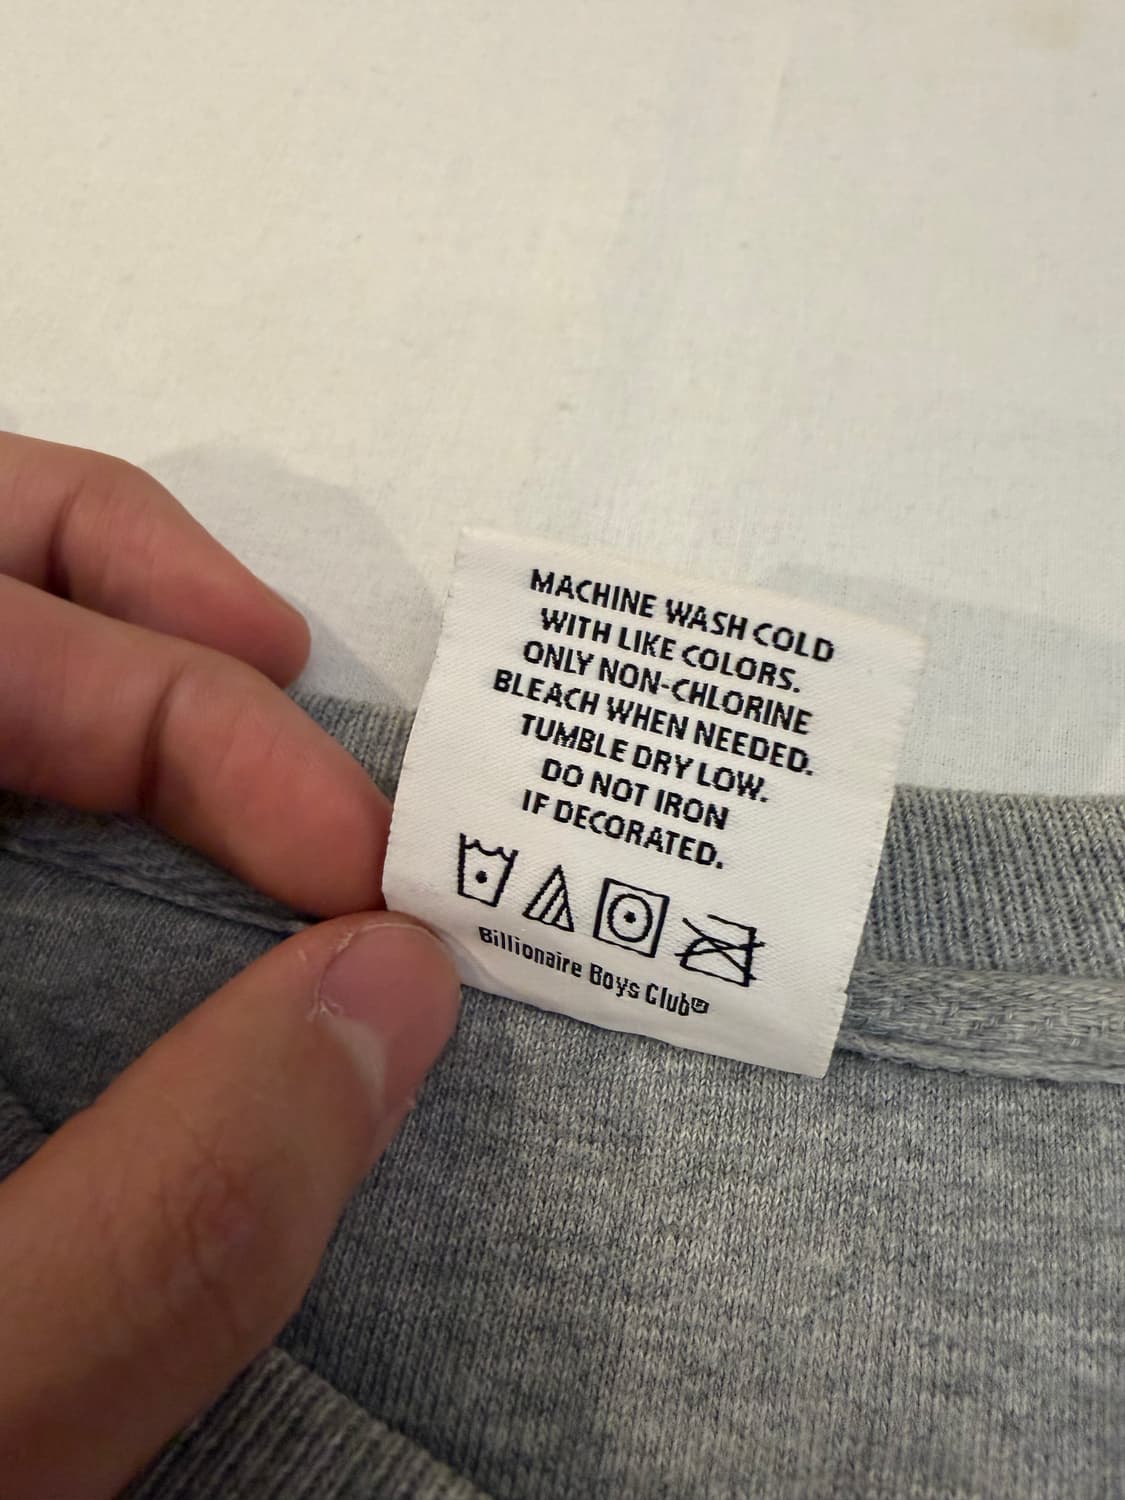 MACHINE WASH COLD
WITH LIKE COLORS.
ONLY NON-CHLORINE
BLEACH WHEN NEEDED.
TUMBLE DRY LOW.
DO NOT IRON
IF DECORATED.
Billionaire Boys Club®